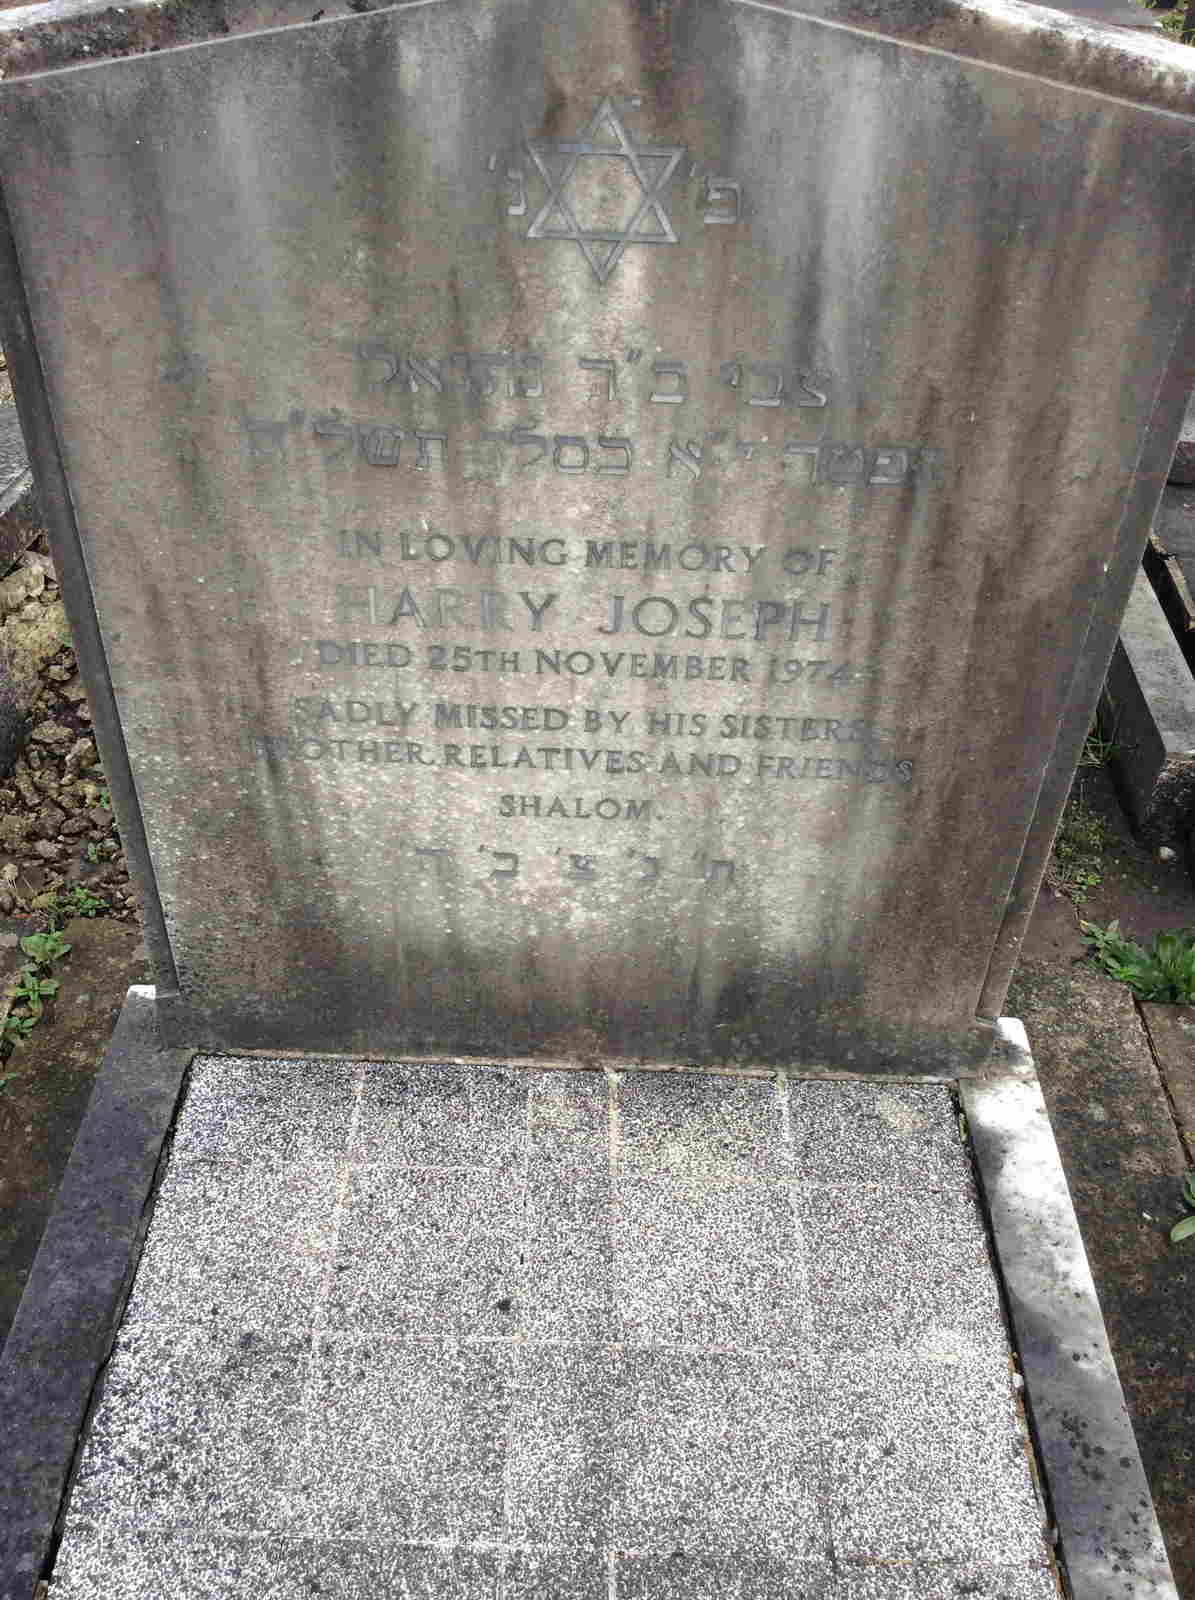 פ' נ'
צבי ב"ר נתניאל
נפטר י"א כסלו תשל"ה
IN LOVING MEMORY OF
HARRY JOSEPH
DIED 25TH NOVEMBER 1974
SADLY MISSED BY HIS SISTERS,
BROTHER, RELATIVES AND FRIENDS
SHALOM.
ת' נ' צ' ב' ה